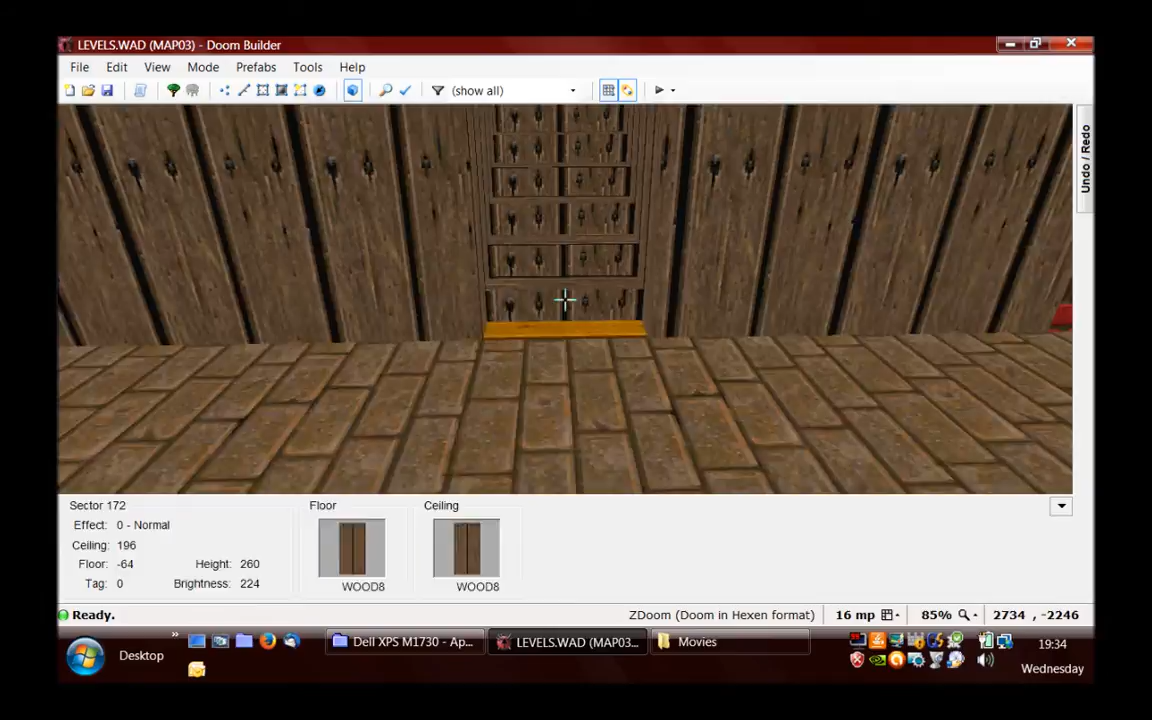 LEVELS.WAD (MAP03) - Doom Builder
File Edit View Mode Prefabs Tools Help
(show all)
Undo / Redo
Sector 172
Effect: 0 - Normal
Ceiling: 196
Floor: -64 Height: 260
Tag: 0 Brightness: 224
Floor
WOOD8
Ceiling
WOOD8
Ready. ZDoom (Doom in Hexen format) 16 mp 85% 2734 , -2246
Desktop » Dell XPS M1730 - Ap... LEVELS.WAD (MAP03... Movies
19:34
Wednesday